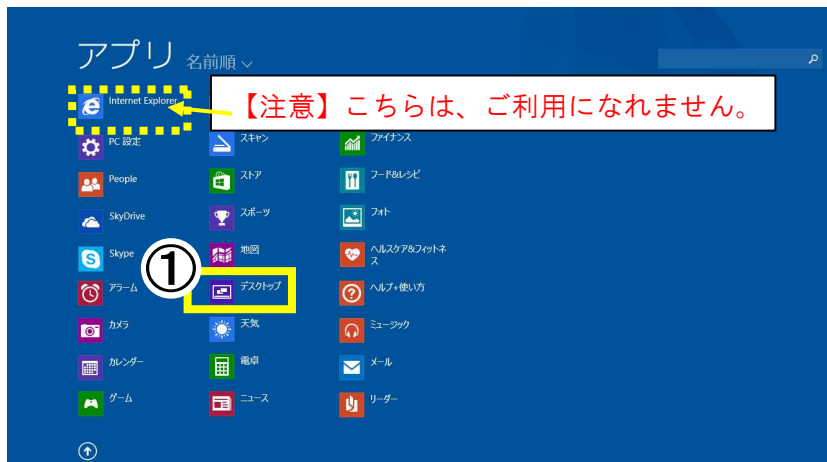 アプリ 名前順
Internet Explorer
【注意】こちらは、ご利用になれません。
PC 設定
People
SkyDrive
Skype
アラーム
カメラ
カレンダー
ゲーム
スキャン
ストア
スポーツ
地図
①
デスクトップ
天気
電卓
ニュース
ファイナンス
フード&レシピ
フォト
ヘルスケア&フィットネ
ス
ヘルプ+使い方
ミュージック
メール
リーダー